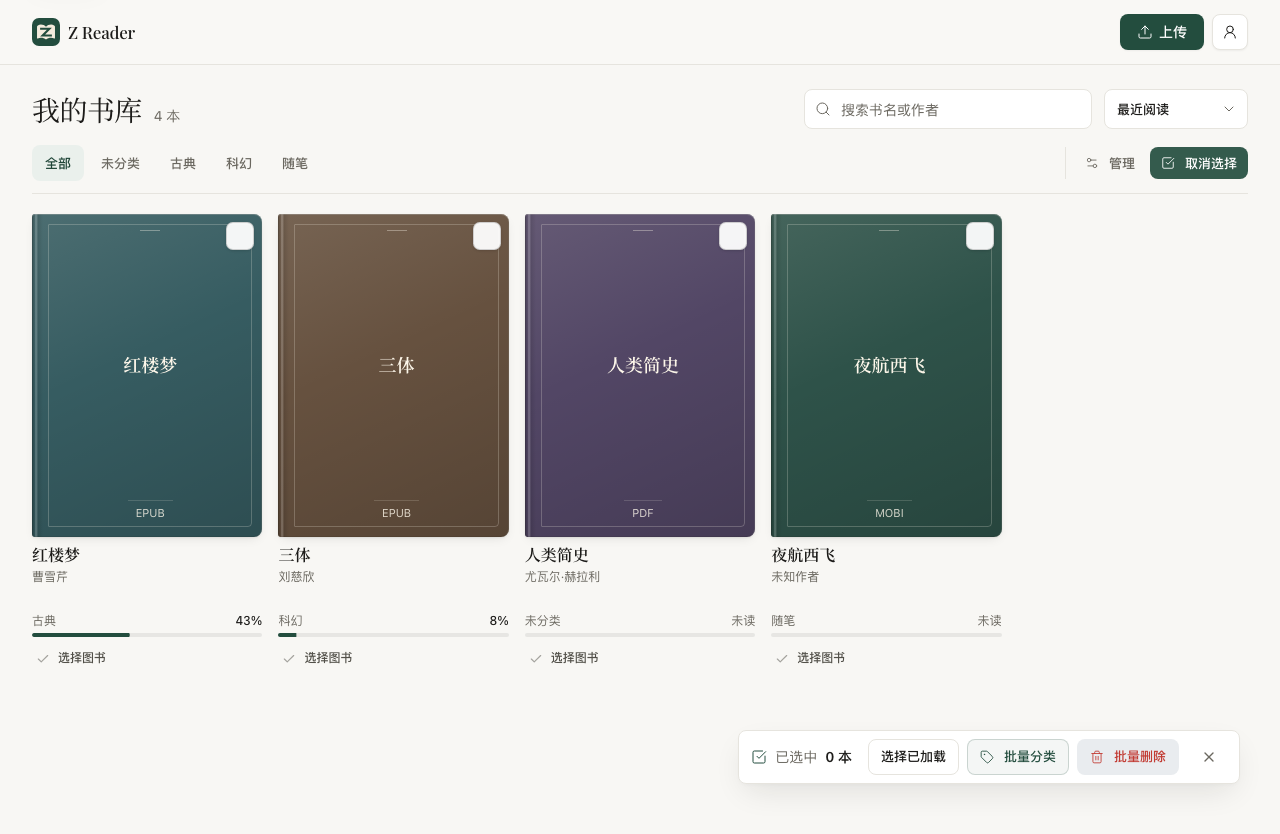 Z Reader
上传
我的书库 4 本
搜索书名或作者
最近阅读
全部 未分类 古典 科幻 随笔
管理 取消选择
红楼梦
EPUB
红楼梦
曹雪芹
古典 43%
选择图书
三体
EPUB
三体
刘慈欣
科幻 8%
选择图书
人类简史
PDF
人类简史
尤瓦尔·赫拉利
未分类 未读
选择图书
夜航西飞
MOBI
夜航西飞
未知作者
随笔 未读
选择图书
已选中 0 本 选择已加载 批量分类 批量删除